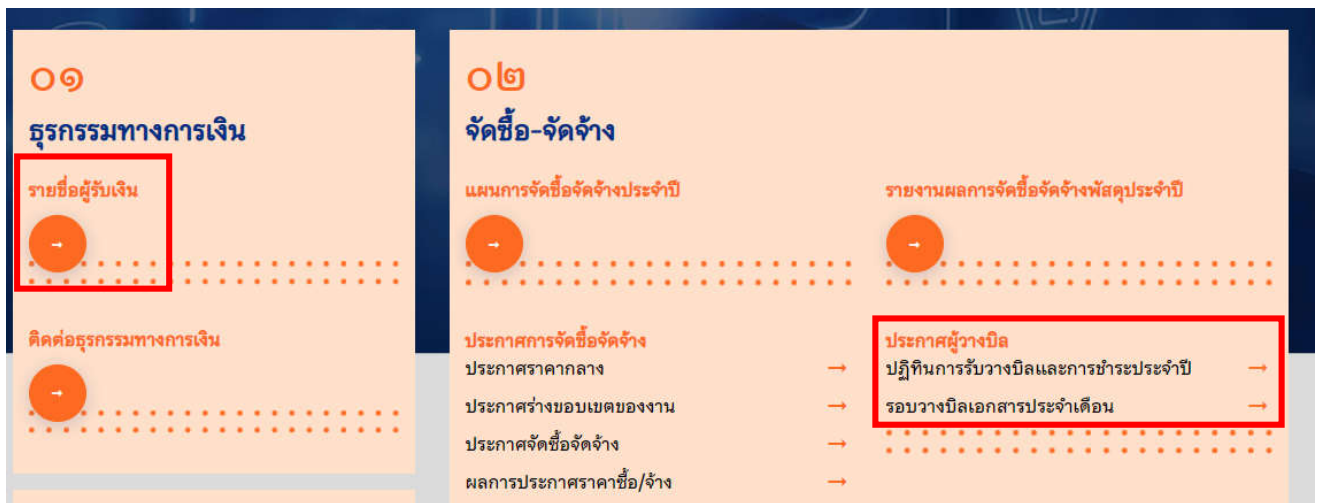 ๐๑
ธุรกรรมทางการเงิน
รายชื่อผู้รับเงิน
→
ติดต่อธุรกรรมทางการเงิน
→
๐๒
จัดซื้อ-จัดจ้าง
แผนการจัดซื้อจัดจ้างประจำปี
→
รายงานผลการจัดซื้อจัดจ้างพัสดุประจำปี
→
ประกาศการจัดซื้อจัดจ้าง
ประกาศราคากลาง →
ประกาศร่างขอบเขตของงาน →
ประกาศจัดซื้อจัดจ้าง →
ผลการประกาศราคาซื้อ/จ้าง →
ประกาศผู้วางบิล
ปฏิทินการรับวางบิลและการชำระประจำปี →
รอบวางบิลเอกสารประจำเดือน →